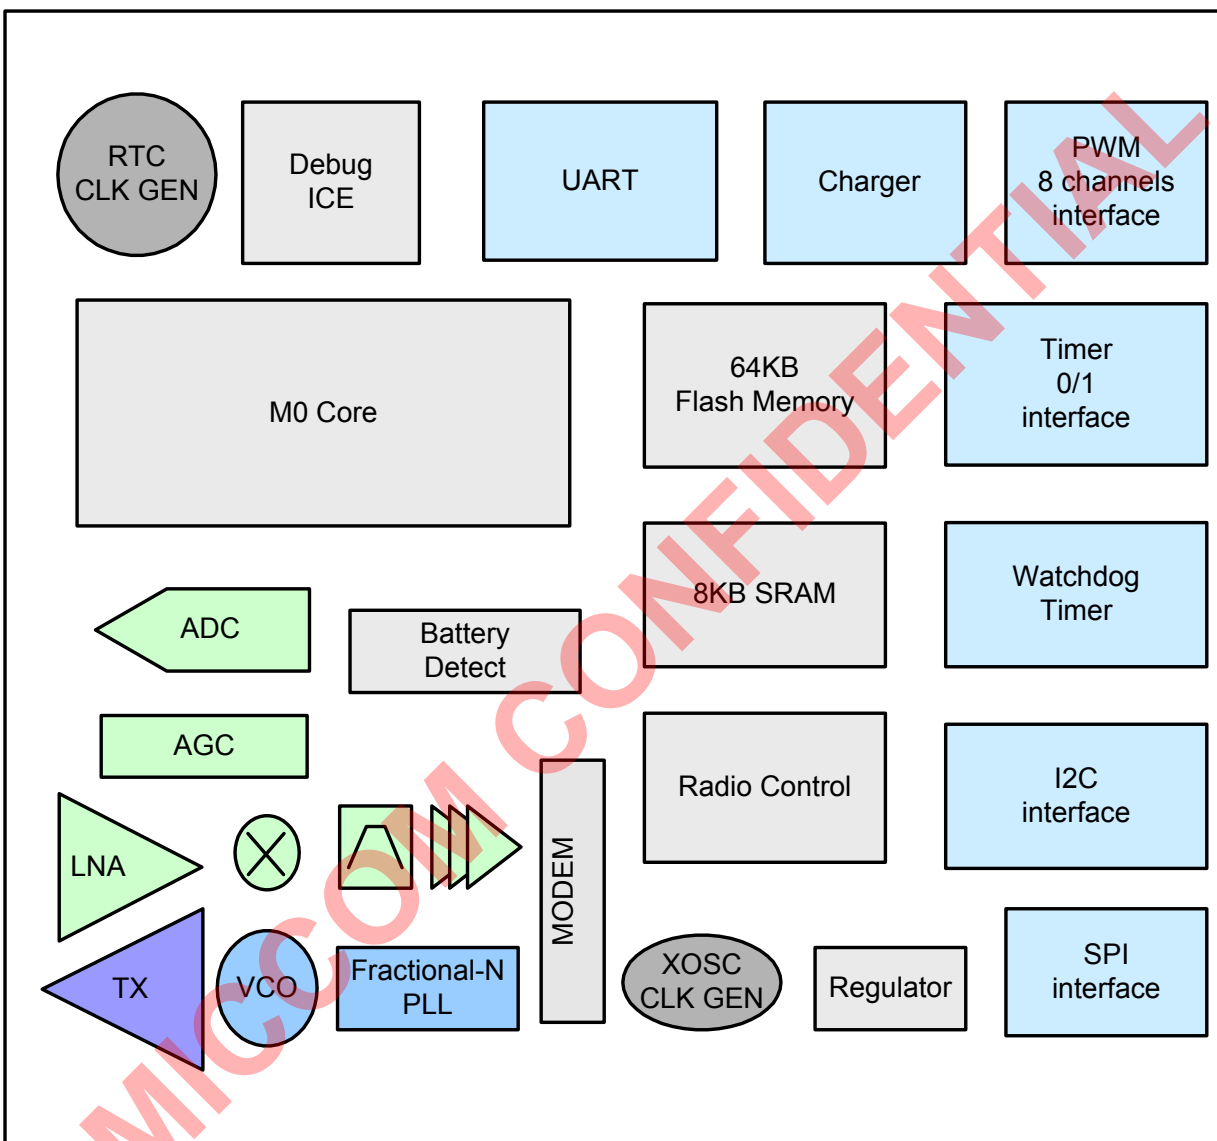 RTC
CLK GEN
Debug
ICE
UART
Charger
PWM
8 channels
interface
M0 Core
64KB
Flash Memory
Timer
0/1
interface
8KB SRAM
Watchdog
Timer
ADC
Battery
Detect
AGC
Radio Control
I2C
interface
LNA
MODEM
TX
VCO
Fractional-N
PLL
XOSC
CLK GEN
Regulator
SPI
interface
MICCOM CONFIDENTIAL